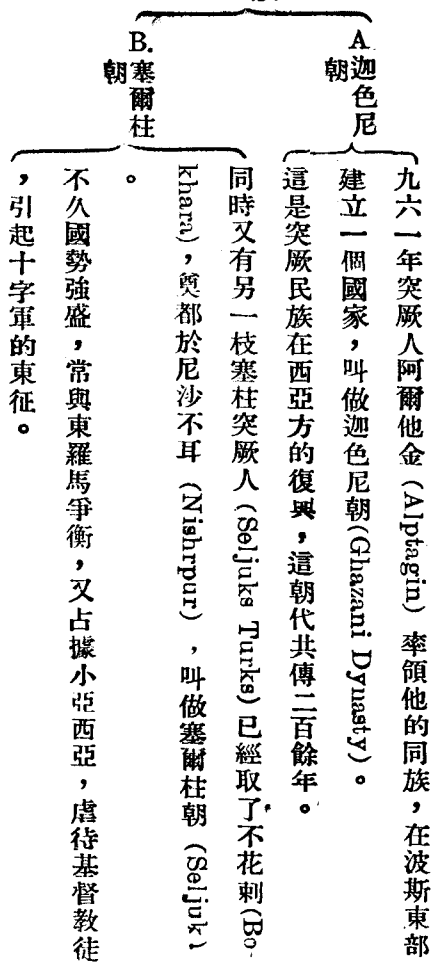 A.迦色尼
朝
九六一年突厥人阿爾他金(Alptagin)率領他的同族，在波斯東部
建立一個國家，叫做迦色尼朝(Ghazani Dynasty)。
這是突厥民族在西亞方的復興，這朝代共傳二百餘年。
B.塞爾柱
朝
同時又有另一枝塞柱突厥人(Seljuks Turks)已經取了不花剌(Bo-
khara)，奠都於尼沙不耳(Nishrpur)，叫做塞爾柱朝(Seljuk)
。
不久國勢強盛，常與東羅馬爭衡，又占據小亞西亞，虐待基督教徒
，引起十字軍的東征。